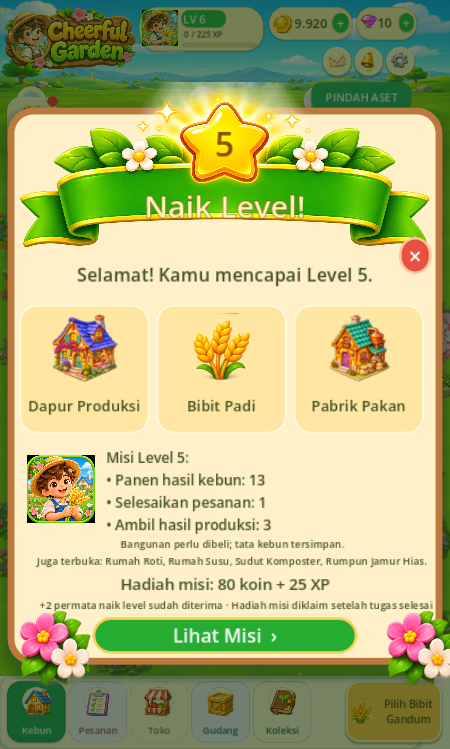 Cheerful
Garden
LV 6
0 / 225 XP
9.920
10
PINDAH ASET
5
Naik Level!
Selamat! Kamu mencapai Level 5.
Dapur Produksi
Bibit Padi
Pabrik Pakan
Misi Level 5:
• Panen hasil kebun: 13
• Selesaikan pesanan: 1
• Ambil hasil produksi: 3
Bangunan perlu dibeli; tata kebun tersimpan.
Juga terbuka: Rumah Roti, Rumah Susu, Sudut Komposter, Rumpun Jamur Hias.
Hadiah misi: 80 koin + 25 XP
+2 permata naik level sudah diterima · Hadiah misi diklaim setelah tugas selesai
Lihat Misi ›
Kebun
Pesanan
Toko
Gudang
Koleksi
Pilih Bibit
Gandum